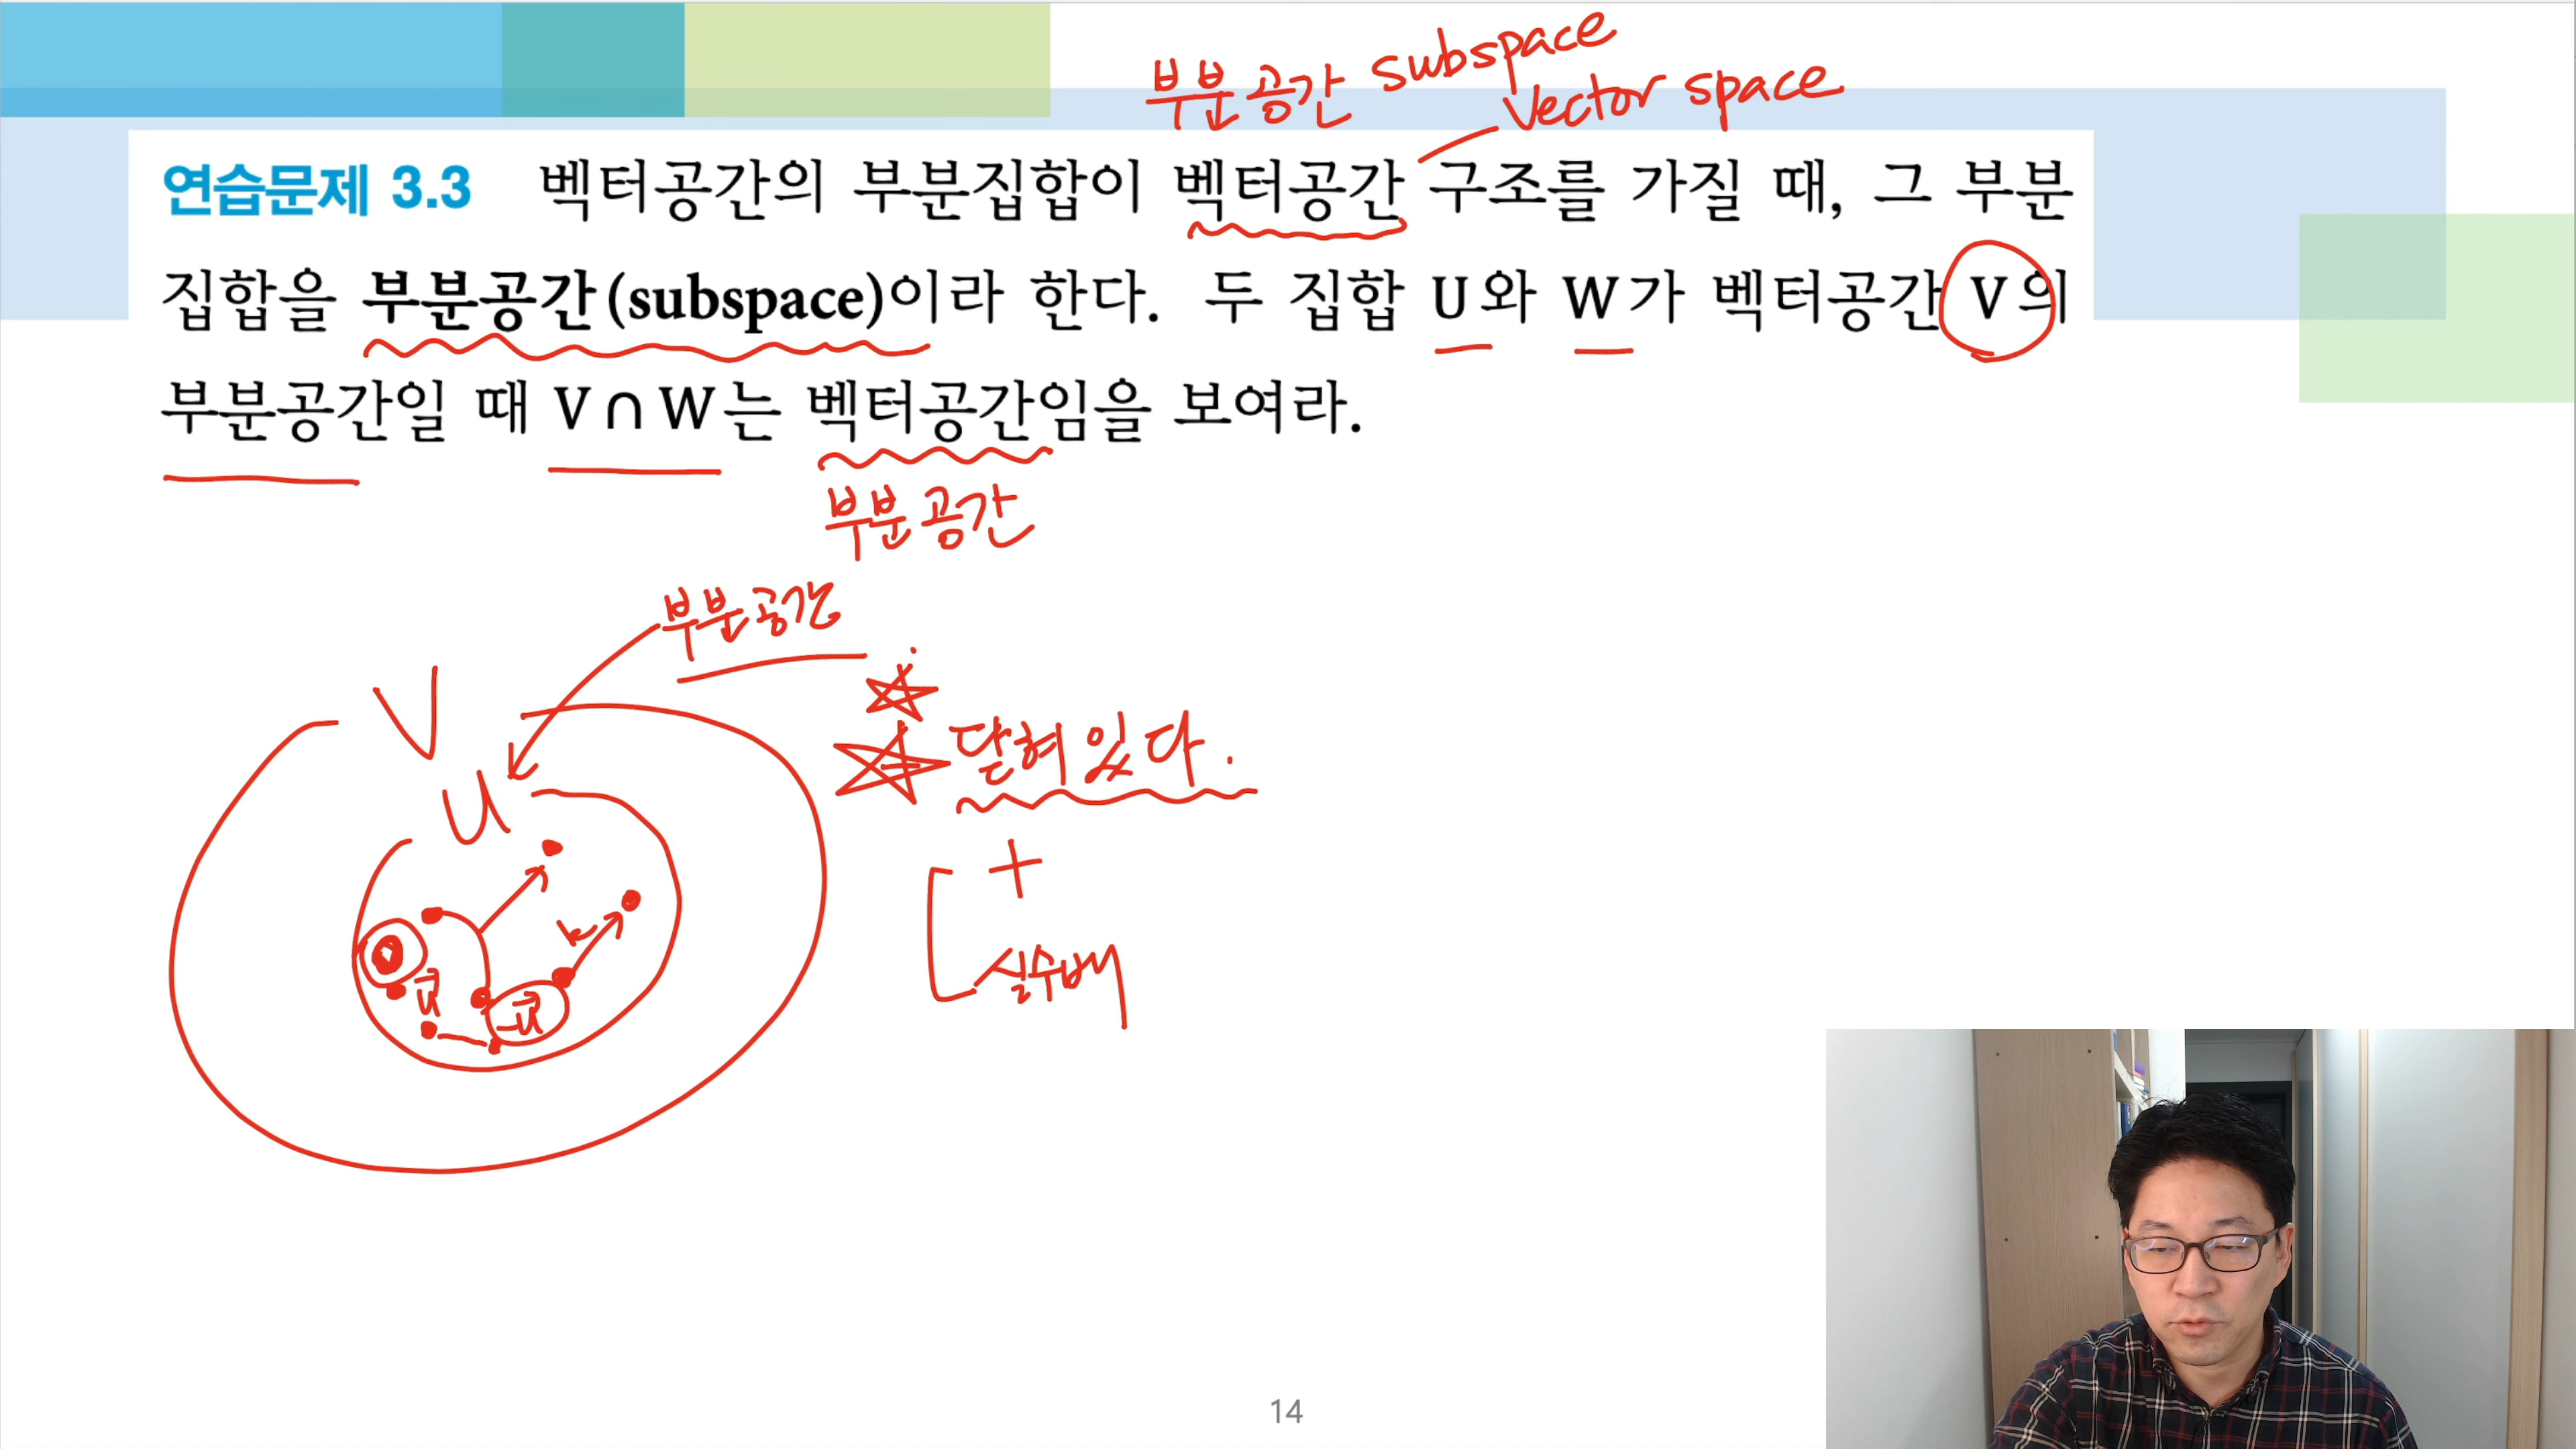 부분공간 subspace
vector space
연습문제 3.3 벡터공간의 부분집합이 벡터공간 구조를 가질 때, 그 부분
집합을 부분공간(subspace)이라 한다. 두 집합 U와 W가 벡터공간 V의
부분공간일 때 V∩W는 벡터공간임을 보여라.
부분공간
부분공간
V
닫혀있다.
U
+
k
실수배
0
u⃗
-u⃗
14